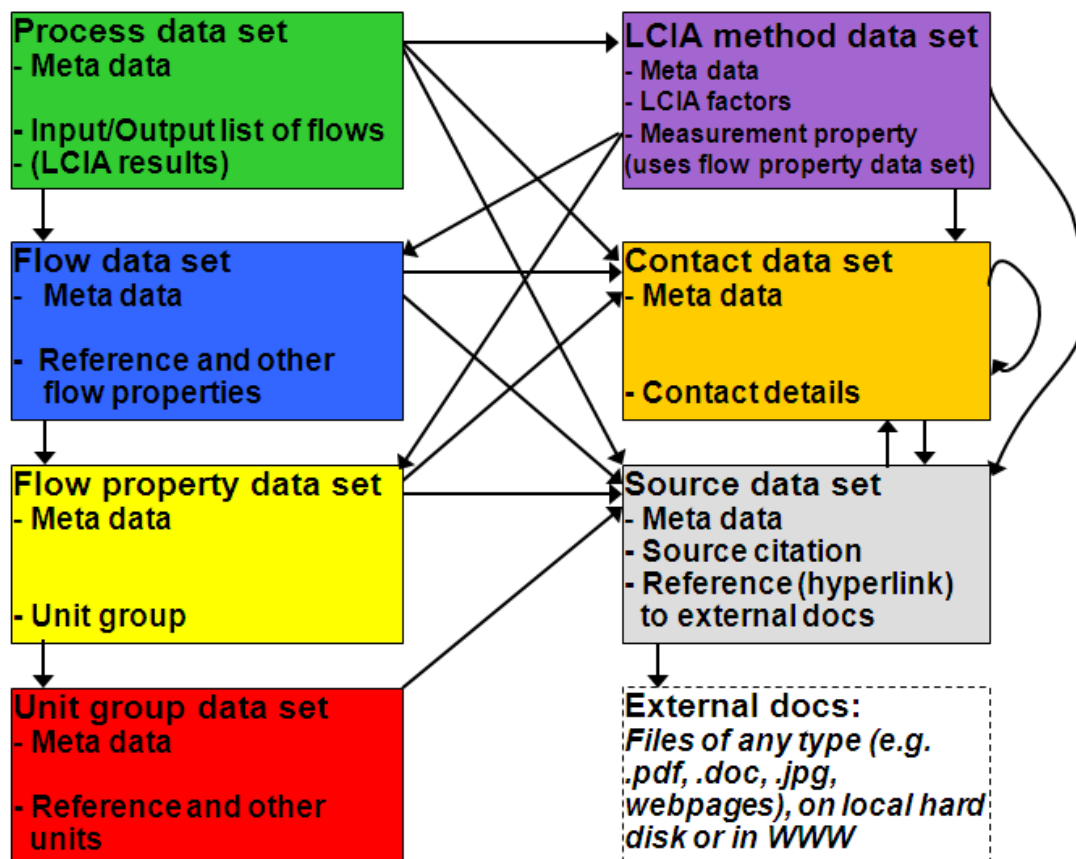 Process data set
- Meta data
- Input/Output list of flows
- (LCIA results)
LCIA method data set
- Meta data
- LCIA factors
- Measurement property
(uses flow property data set)
Flow data set
- Meta data
- Reference and other
flow properties
Contact data set
- Meta data
- Contact details
Flow property data set
- Meta data
- Unit group
Source data set
- Meta data
- Source citation
- Reference (hyperlink)
to external docs
Unit group data set
- Meta data
- Reference and other
units
External docs:
Files of any type (e.g.
.pdf, .doc, .jpg,
webpages), on local hard
disk or in WWW